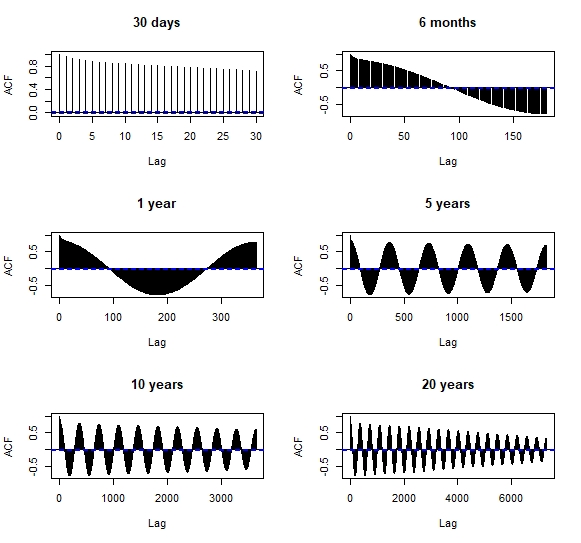 30 days
ACF
0.0 0.4 0.8
0 5 10 15 20 25 30
Lag
6 months
ACF
-0.5 0.5
0 50 100 150
Lag
1 year
ACF
-0.5 0.5
0 100 200 300
Lag
5 years
ACF
-0.5 0.5
0 500 1000 1500
Lag
10 years
ACF
-0.5 0.5
0 1000 2000 3000
Lag
20 years
ACF
-0.5 0.5
0 2000 4000 6000
Lag